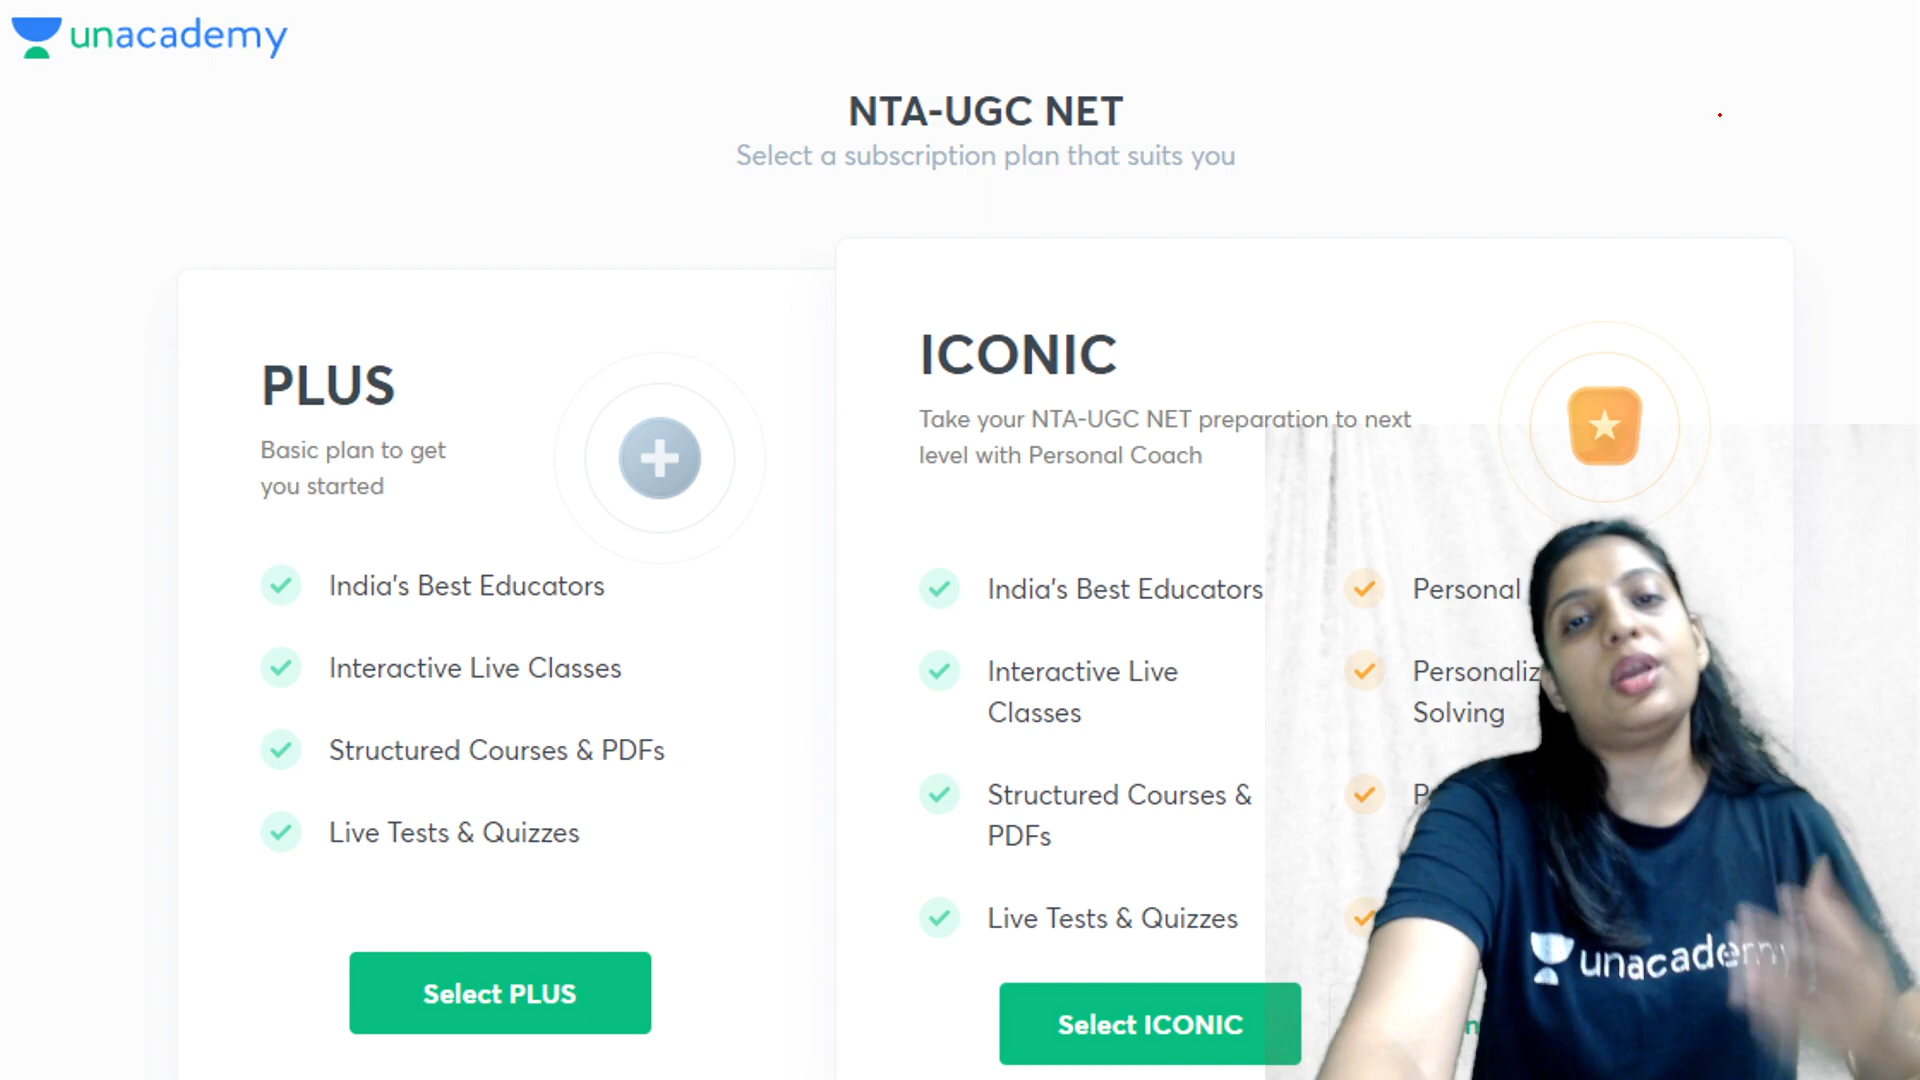 unacademy
NTA-UGC NET
Select a subscription plan that suits you
PLUS
Basic plan to get
you started
India's Best Educators
Interactive Live Classes
Structured Courses & PDFs
Live Tests & Quizzes
Select PLUS
ICONIC
Take your NTA-UGC NET preparation to next
level with Personal Coach
India's Best Educators
Interactive Live
Classes
Structured Courses &
PDFs
Live Tests & Quizzes
Select ICONIC
Personal
Solving
unacademy